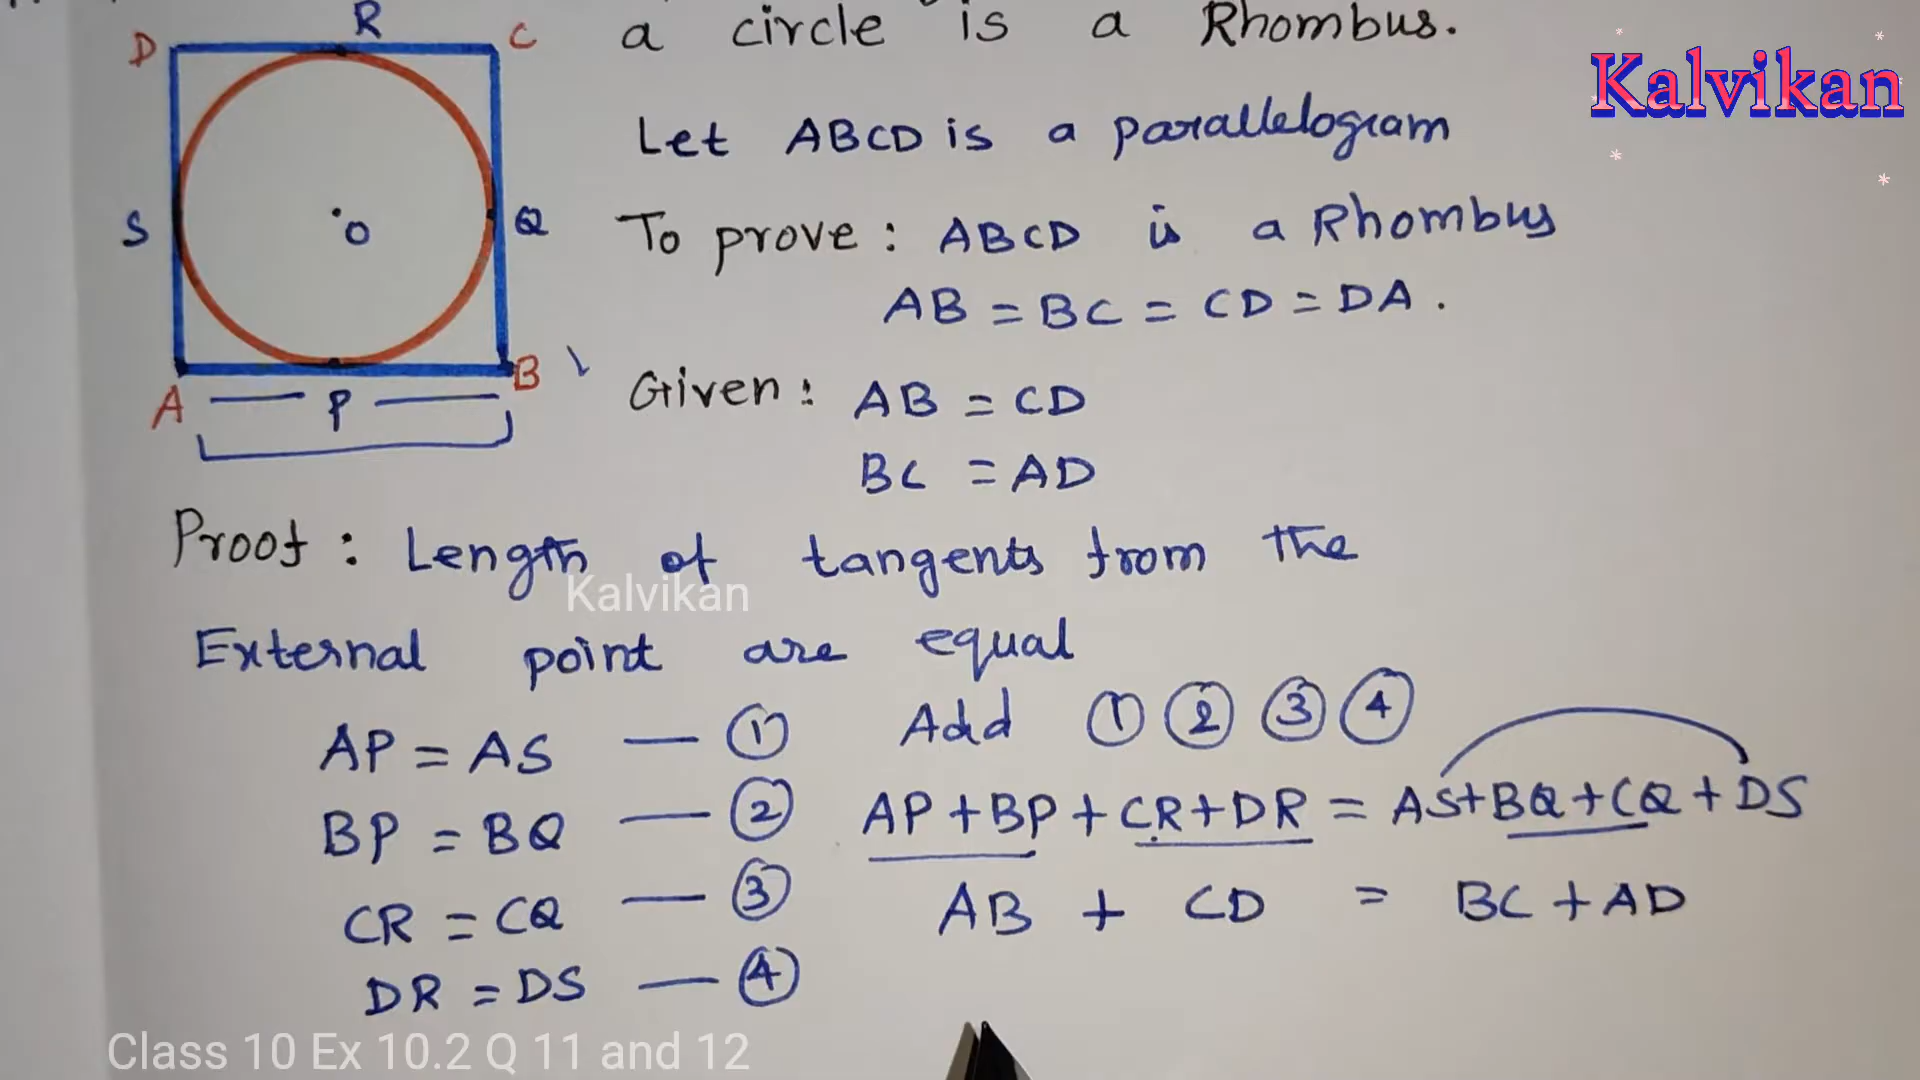 a circle is a Rhombus.
Kalvikan
D R C
Let ABCD is a parallelogram
S O Q
To prove : ABCD is a Rhombus
AB = BC = CD = DA .
A P B
Given : AB = CD
BC = AD
Proof : Length of tangents from the
Kalvikan
External point are equal
AP = AS — ①
BP = BQ — ②
CR = CQ — ③
DR = DS — ④
Add ① ② ③ ④
AP + BP + CR + DR = AS + BQ + CQ + DS
AB + CD = BC + AD
Class 10 Ex 10.2 Q 11 and 12